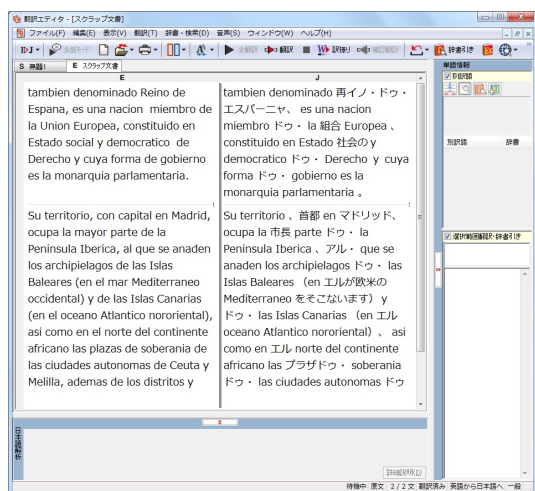 翻訳エディタ - [スクラップ文書]
ファイル(F) 編集(E) 表示(V) 翻訳(T) 辞書・検索(D) 音声(S) ウィンドウ(W) ヘルプ(H)
辞書引き
S 無題1 E スクラップ文書
E J
tambien denominado Reino de
Espana, es una nacion miembro de
la Union Europea, constituido en
Estado social y democratico de
Derecho y cuya forma de gobierno
es la monarquia parlamentaria.
tambien denominado 再イノ・ドゥ・
エスパーニャ、 es una nacion
miembro ドゥ・ la 組合 Europea 、
constituido en Estado 社会の y
democratico ドゥ・ Derecho y cuya
forma ドゥ・ gobierno es la
monarquia parlamentaria 。
1 1
Su territorio, con capital en Madrid,
ocupa la mayor parte de la
Peninsula Iberica, al que se anaden
los archipielagos de las Islas
Baleares (en el mar Mediterraneo
occidental) y de las Islas Canarias
(en el oceano Atlantico nororiental),
asi como en el norte del continente
africano las plazas de soberania de
las ciudades autonomas de Ceuta y
Melilla, ademas de los distritos y
Su territorio 、首都 en マドリッド、
ocupa la 市長 parte ドゥ・ la
Peninsula Iberica 、アル・ que se
anaden los archipielagos ドゥ・ las
Islas Baleares （en エルが欧米の
Mediterraneo をそこないます）y
ドゥ・ las Islas Canarias （en エル
oceano Atlantico nororiental）、 asi
como en エル norte del continente
africano las プラザドゥ・ soberania
ドゥ・ las ciudades autonomas ドゥ
単語情報
別訳語
別訳語 辞書
選択範囲翻訳・辞書引き
日本語解析
詳細説明(D)
待機中 原文 2 / 2 文 翻訳済み 英語から日本語へ 一般